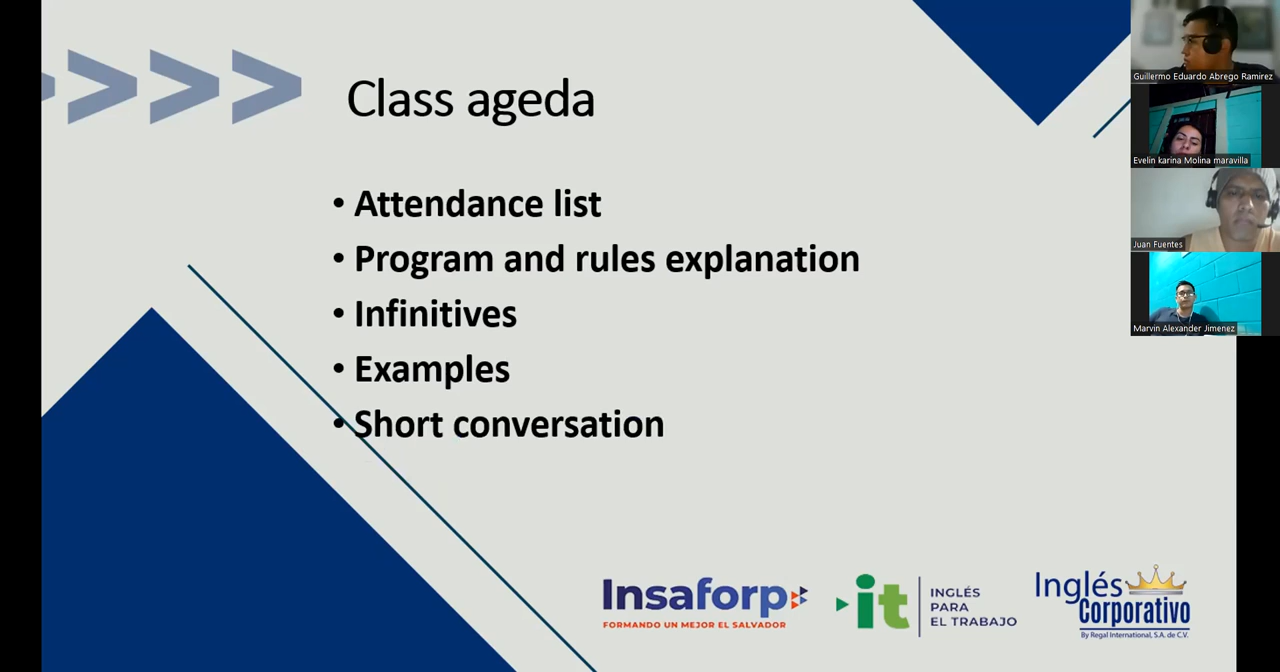 Class ageda
• Attendance list
• Program and rules explanation
• Infinitives
• Examples
• Short conversation
Guillermo Eduardo Abrego Ramirez
Evelin karina Molina maravilla
Juan Fuentes
Marvin Alexander Jimenez
Insaforp
FORMANDO UN MEJOR EL SALVADOR
it
INGLÉS
PARA
EL TRABAJO
Inglés
Corporativo
By Regal International, S.A. de C.V.